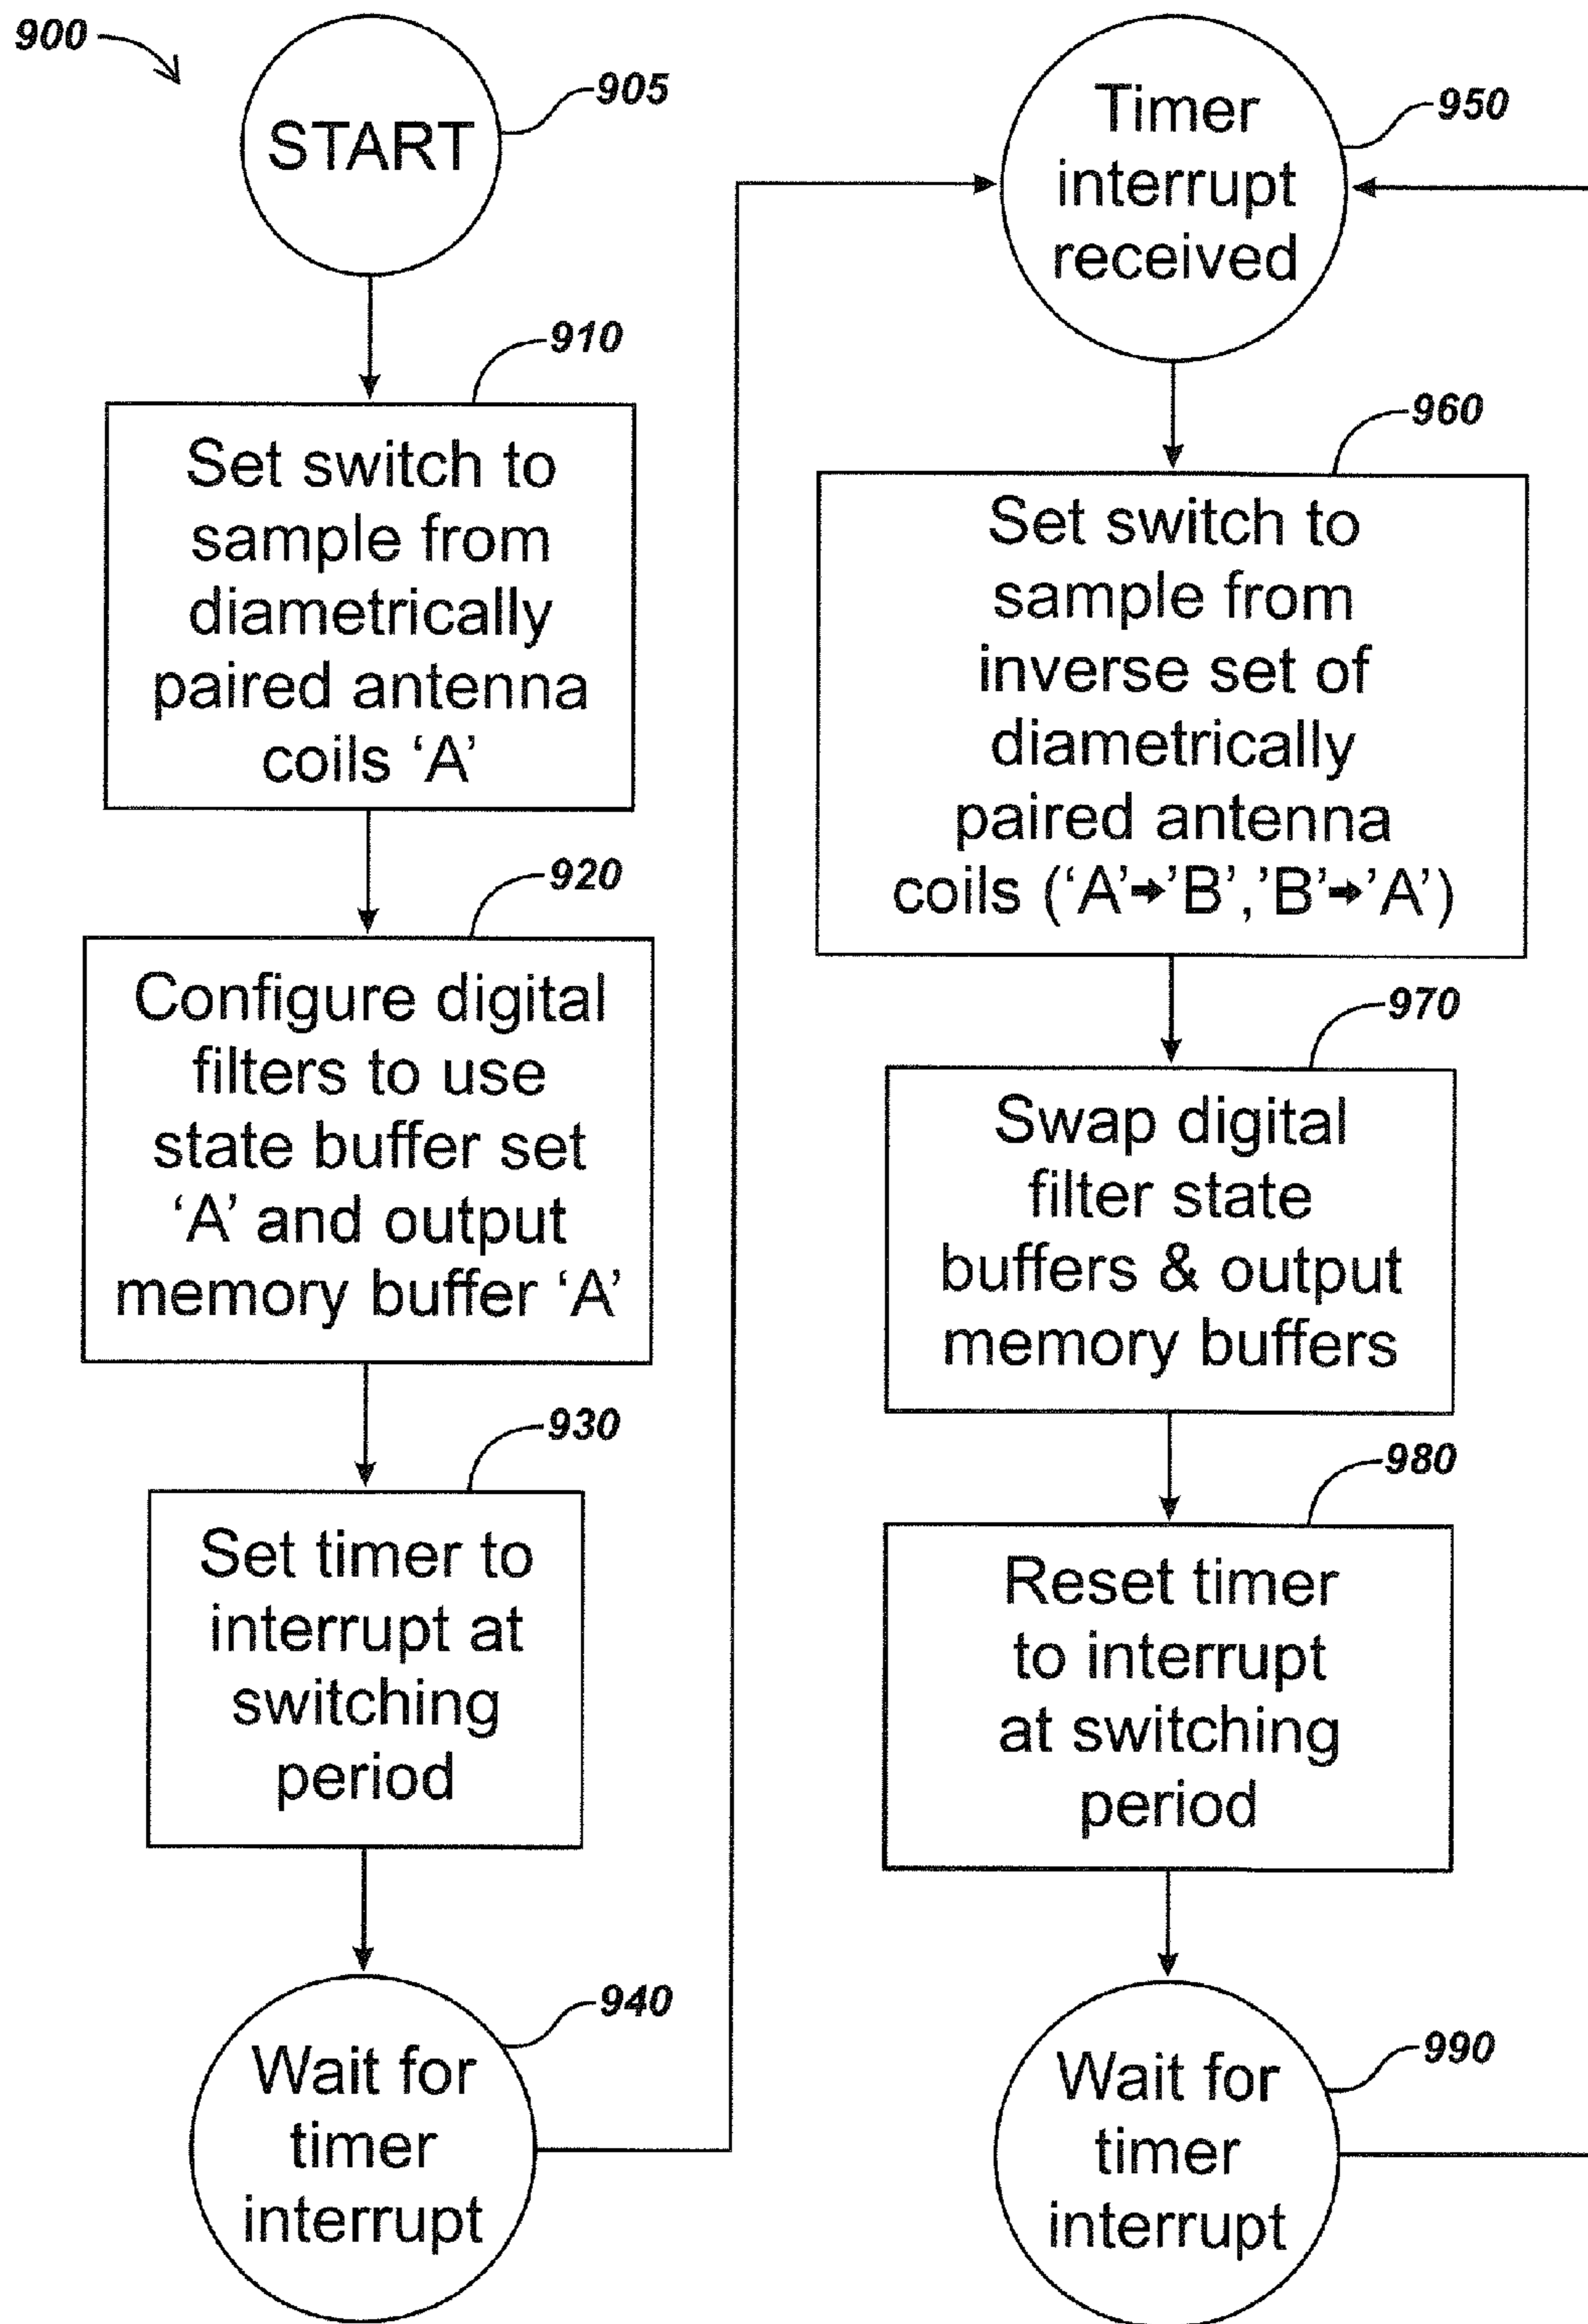 900
START
905
910
Set switch to
sample from
diametrically
paired antenna
coils ‘A’
920
Configure digital
filters to use
state buffer set
‘A’ and output
memory buffer ‘A’
930
Set timer to
interrupt at
switching
period
940
Wait for
timer
interrupt
Timer
interrupt
received
950
960
Set switch to
sample from
inverse set of
diametrically
paired antenna
coils (‘A’→’B’,’B’→’A’)
970
Swap digital
filter state
buffers & output
memory buffers
980
Reset timer
to interrupt
at switching
period
990
Wait for
timer
interrupt